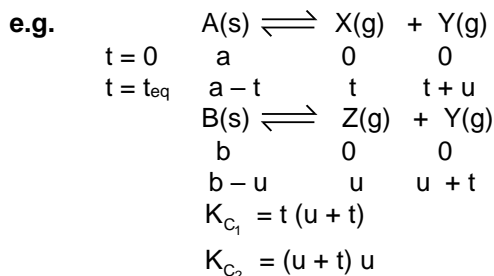 e.g. A(s) ⇌ X(g) + Y(g)
t = 0 a 0 0
t = t_eq a – t t t + u
B(s) ⇌ Z(g) + Y(g)
b 0 0
b – u u u + t
K_C₁ = t (u + t)
K_C₂ = (u + t) u